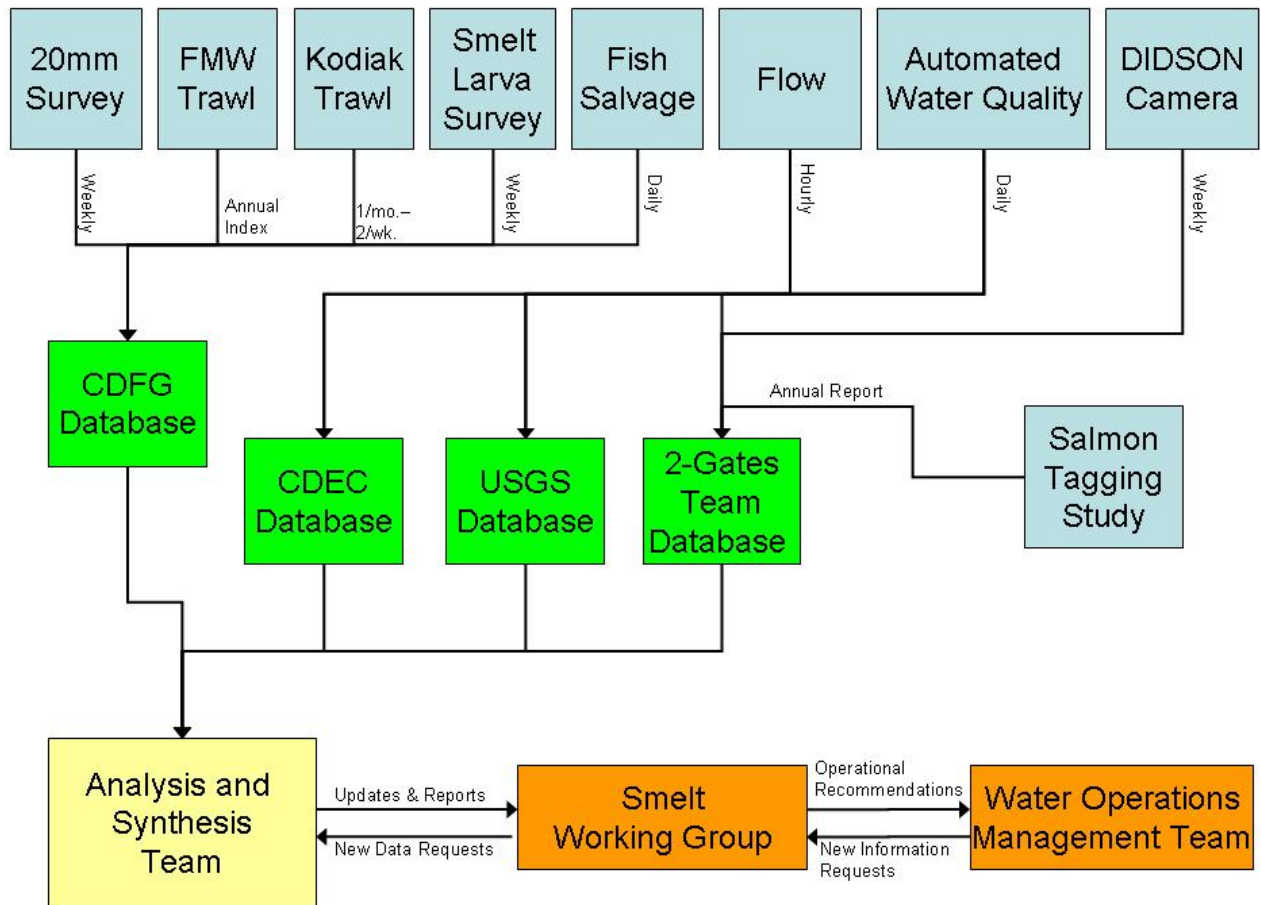 20mm
Survey
FMW
Trawl
Kodiak
Trawl
Smelt
Larva
Survey
Fish
Salvage
Flow
Automated
Water Quality
DIDSON
Camera
Weekly
Annual
Index
1/mo.–
2/wk.
Weekly
Daily
Hourly
Daily
Weekly
CDFG
Database
CDEC
Database
USGS
Database
2-Gates
Team
Database
Annual Report
Salmon
Tagging
Study
Analysis and
Synthesis
Team
Updates & Reports
New Data Requests
Smelt
Working Group
Operational
Recommendations
New Information
Requests
Water Operations
Management Team